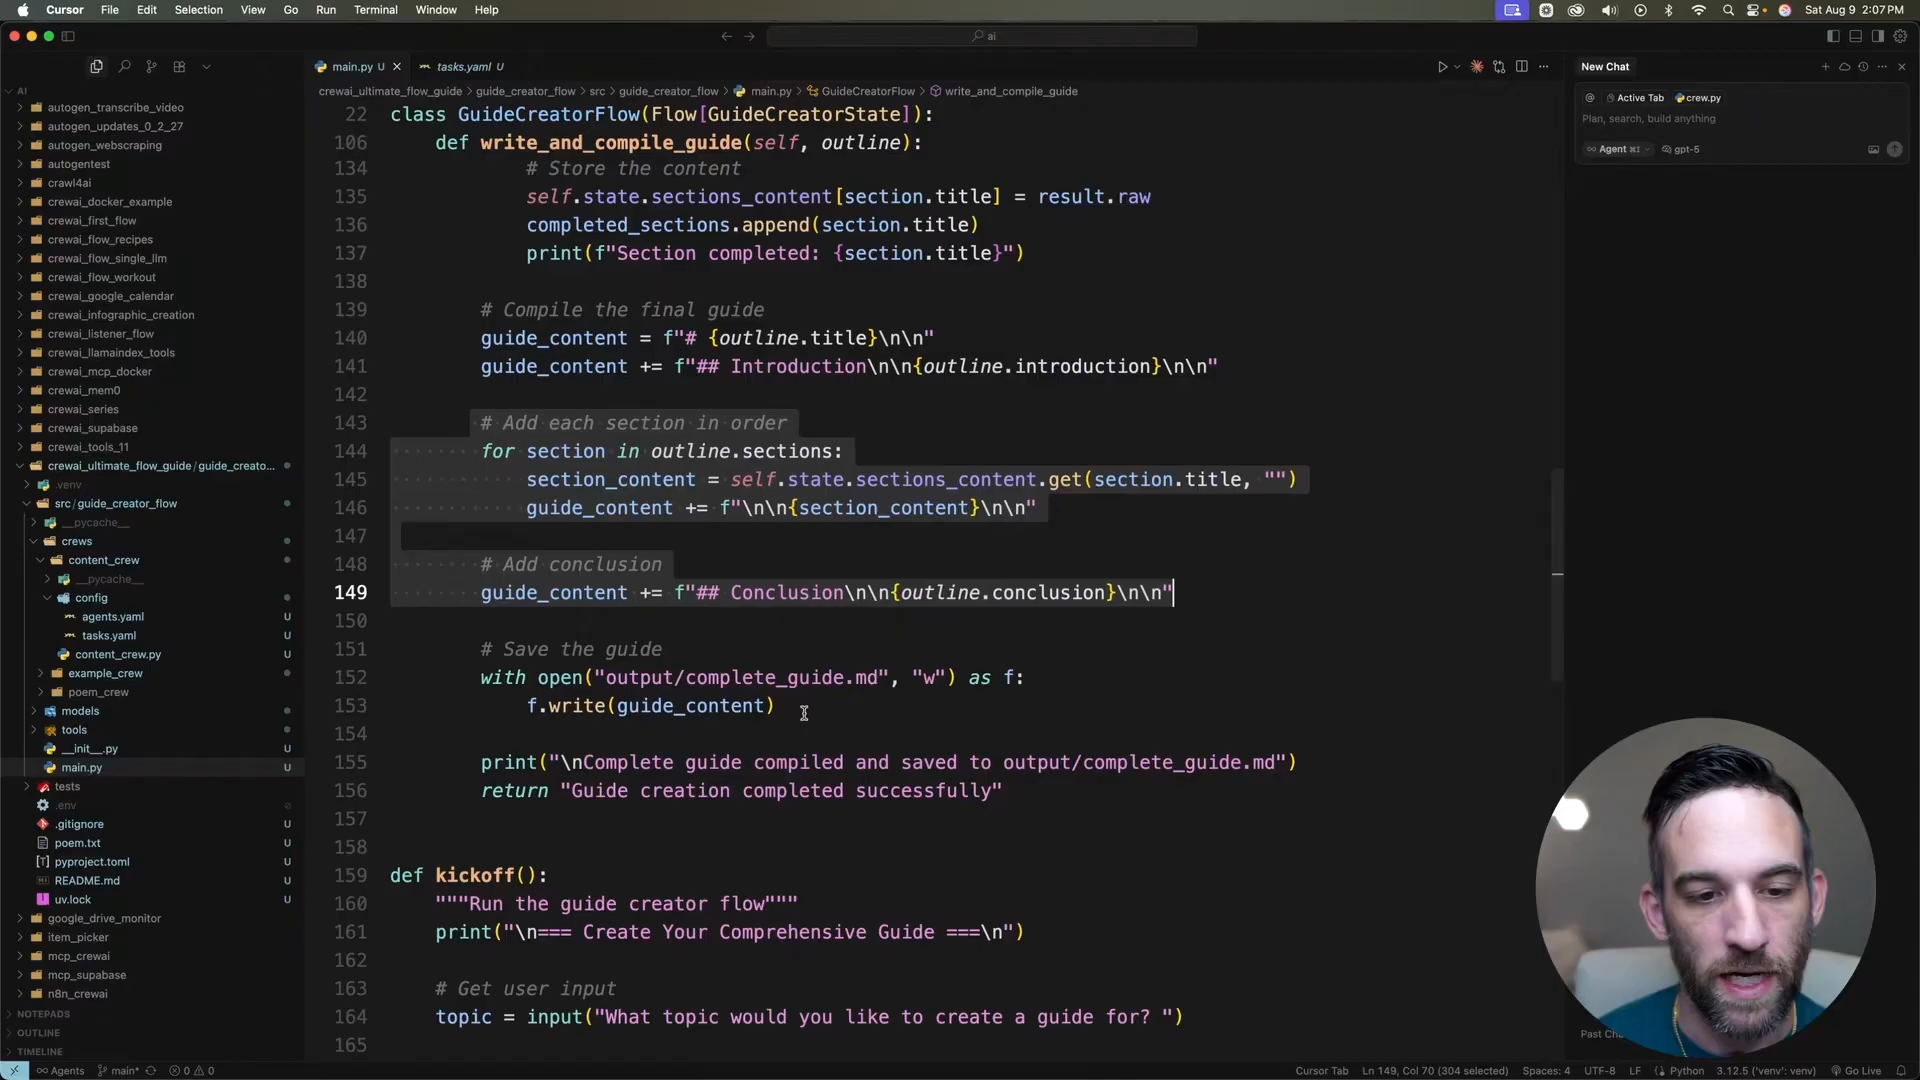 Cursor File Edit Selection View Go Run Terminal Window Help
Sat Aug 9 2:07PM
ai
main.py U
tasks.yaml U
New Chat
crewai_ultimate_flow_guide > guide_creator_flow > src > guide_creator_flow > main.py > GuideCreatorFlow > write_and_compile_guide
@ Active Tab crew.py
Plan, search, build anything
Agent ⌘I gpt-5
AI
autogen_transcribe_video
autogen_updates_0_2_27
autogen_webscraping
autogentest
crawl4ai
crewai_docker_example
crewai_first_flow
crewai_flow_recipes
crewai_flow_single_llm
crewai_flow_workout
crewai_google_calendar
crewai_infographic_creation
crewai_listener_flow
crewai_llamaindex_tools
crewai_mcp_docker
crewai_mem0
crewai_series
crewai_supabase
crewai_tools_11
crewai_ultimate_flow_guide/guide_creato...
.venv
src/guide_creator_flow
__pycache__
crews
content_crew
__pycache__
config
agents.yaml U
tasks.yaml U
content_crew.py U
example_crew
poem_crew
models
tools
__init__.py U
main.py U
tests
.env
.gitignore U
poem.txt U
pyproject.toml U
README.md U
uv.lock U
google_drive_monitor
item_picker
mcp_crewai
mcp_supabase
n8n_crewai
NOTEPADS
OUTLINE
TIMELINE
22 class GuideCreatorFlow(Flow[GuideCreatorState]):
106 def write_and_compile_guide(self, outline):
134 # Store the content
135 self.state.sections_content[section.title] = result.raw
136 completed_sections.append(section.title)
137 print(f"Section completed: {section.title}")
138
139 # Compile the final guide
140 guide_content = f"# {outline.title}\n\n"
141 guide_content += f"## Introduction\n\n{outline.introduction}\n\n"
142
143 # Add each section in order
144 for section in outline.sections:
145 section_content = self.state.sections_content.get(section.title, "")
146 guide_content += f"\n\n{section_content}\n\n"
147
148 # Add conclusion
149 guide_content += f"## Conclusion\n\n{outline.conclusion}\n\n"
150
151 # Save the guide
152 with open("output/complete_guide.md", "w") as f:
153 f.write(guide_content)
154
155 print("\nComplete guide compiled and saved to output/complete_guide.md")
156 return "Guide creation completed successfully"
157
158
159 def kickoff():
160 """Run the guide creator flow"""
161 print("\n=== Create Your Comprehensive Guide ===\n")
162
163 # Get user input
164 topic = input("What topic would you like to create a guide for? ")
165
Past Ch
Agents main* 0 0
Cursor Tab Ln 149, Col 70 (304 selected) Spaces: 4 UTF-8 LF Python 3.12.5 ('venv': venv) Go Live